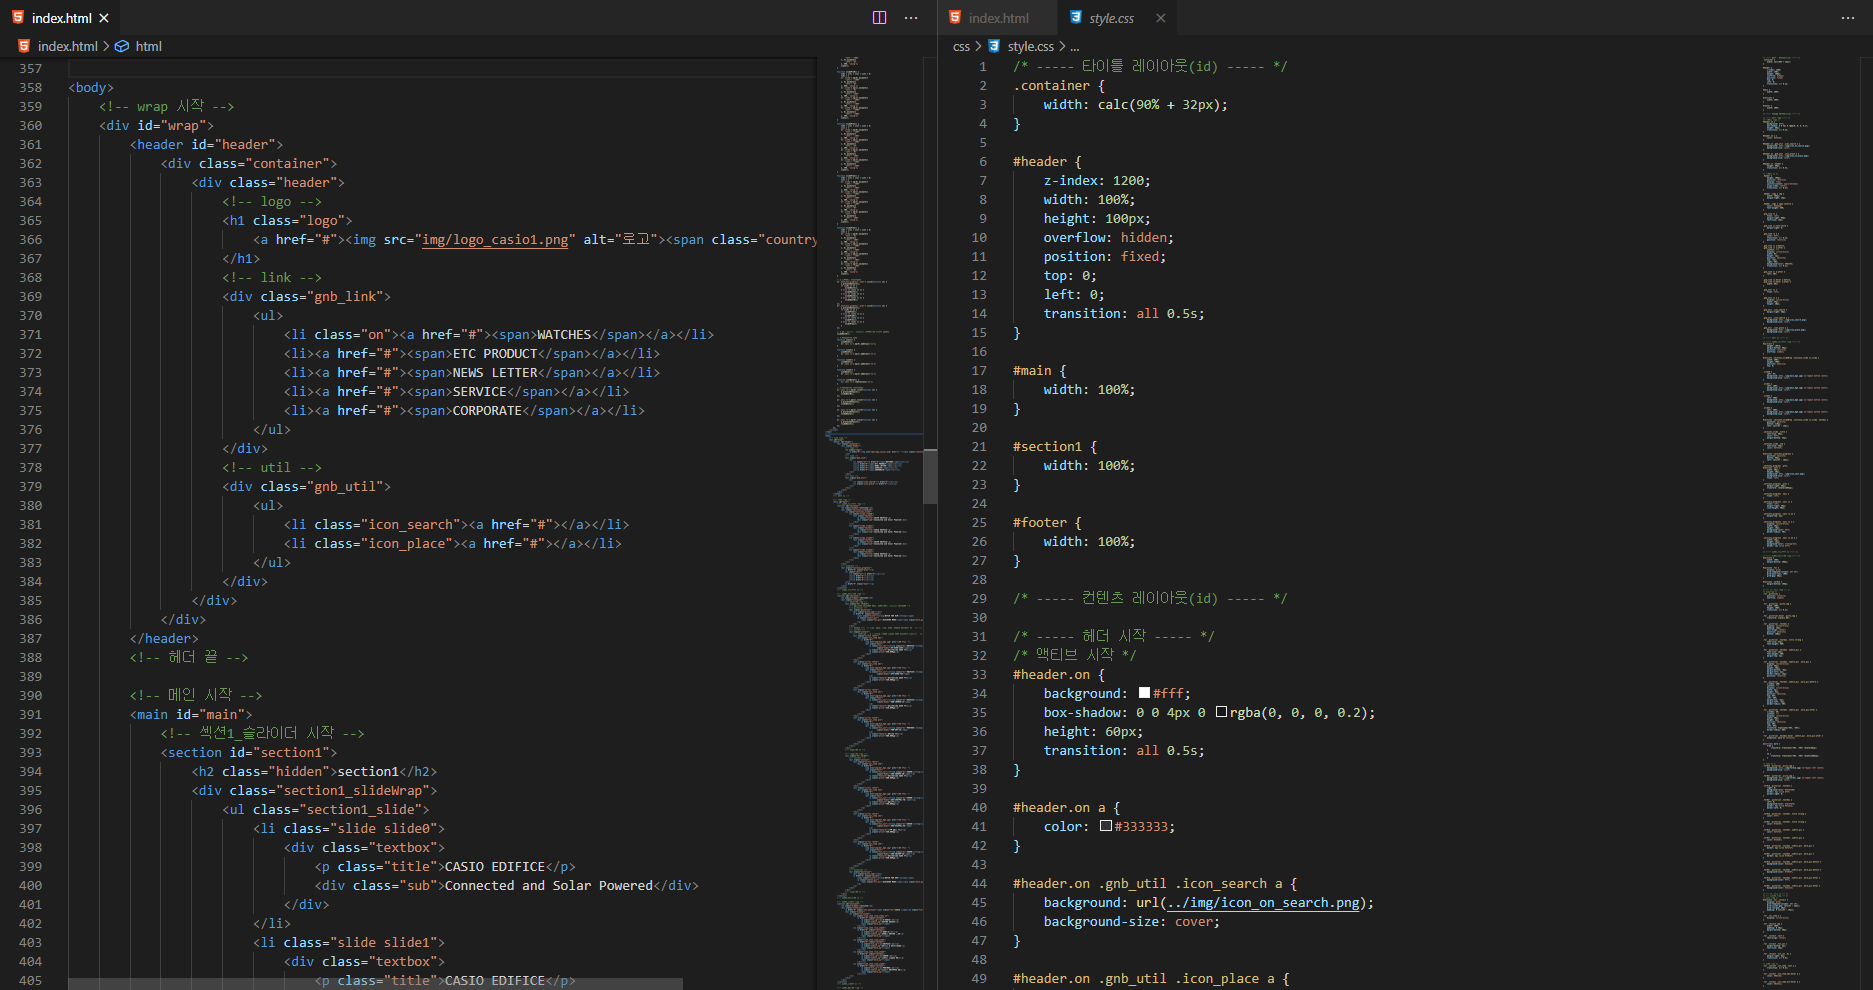 index.html
index.html > html
357
358 <body>
359 <!-- wrap 시작 -->
360 <div id="wrap">
361 <header id="header">
362 <div class="container">
363 <div class="header">
364 <!-- logo -->
365 <h1 class="logo">
366 <a href="#"><img src="img/logo_casio1.png" alt="로고"><span class="country
367 </h1>
368 <!-- link -->
369 <div class="gnb_link">
370 <ul>
371 <li class="on"><a href="#"><span>WATCHES</span></a></li>
372 <li><a href="#"><span>ETC PRODUCT</span></a></li>
373 <li><a href="#"><span>NEWS LETTER</span></a></li>
374 <li><a href="#"><span>SERVICE</span></a></li>
375 <li><a href="#"><span>CORPORATE</span></a></li>
376 </ul>
377 </div>
378 <!-- util -->
379 <div class="gnb_util">
380 <ul>
381 <li class="icon_search"><a href="#"></a></li>
382 <li class="icon_place"><a href="#"></a></li>
383 </ul>
384 </div>
385 </div>
386 </div>
387 </header>
388 <!-- 헤더 끝 -->
389
390 <!-- 메인 시작 -->
391 <main id="main">
392 <!-- 섹션1_슬라이더 시작 -->
393 <section id="section1">
394 <h2 class="hidden">section1</h2>
395 <div class="section1_slideWrap">
396 <ul class="section1_slide">
397 <li class="slide slide0">
398 <div class="textbox">
399 <p class="title">CASIO EDIFICE</p>
400 <div class="sub">Connected and Solar Powered</div>
401 </div>
402 </li>
403 <li class="slide slide1">
404 <div class="textbox">
405 <p class="title">CASIO EDIFICE</p>
index.html style.css
css > style.css > ...
1 /* ----- 타이틀 레이아웃(id) ----- */
2 .container {
3 width: calc(90% + 32px);
4 }
5
6 #header {
7 z-index: 1200;
8 width: 100%;
9 height: 100px;
10 overflow: hidden;
11 position: fixed;
12 top: 0;
13 left: 0;
14 transition: all 0.5s;
15 }
16
17 #main {
18 width: 100%;
19 }
20
21 #section1 {
22 width: 100%;
23 }
24
25 #footer {
26 width: 100%;
27 }
28
29 /* ----- 컨텐츠 레이아웃(id) ----- */
30
31 /* ----- 헤더 시작 ----- */
32 /* 액티브 시작 */
33 #header.on {
34 background: #fff;
35 box-shadow: 0 0 4px 0 rgba(0, 0, 0, 0.2);
36 height: 60px;
37 transition: all 0.5s;
38 }
39
40 #header.on a {
41 color: #333333;
42 }
43
44 #header.on .gnb_util .icon_search a {
45 background: url(../img/icon_on_search.png);
46 background-size: cover;
47 }
48
49 #header.on .gnb_util .icon_place a {